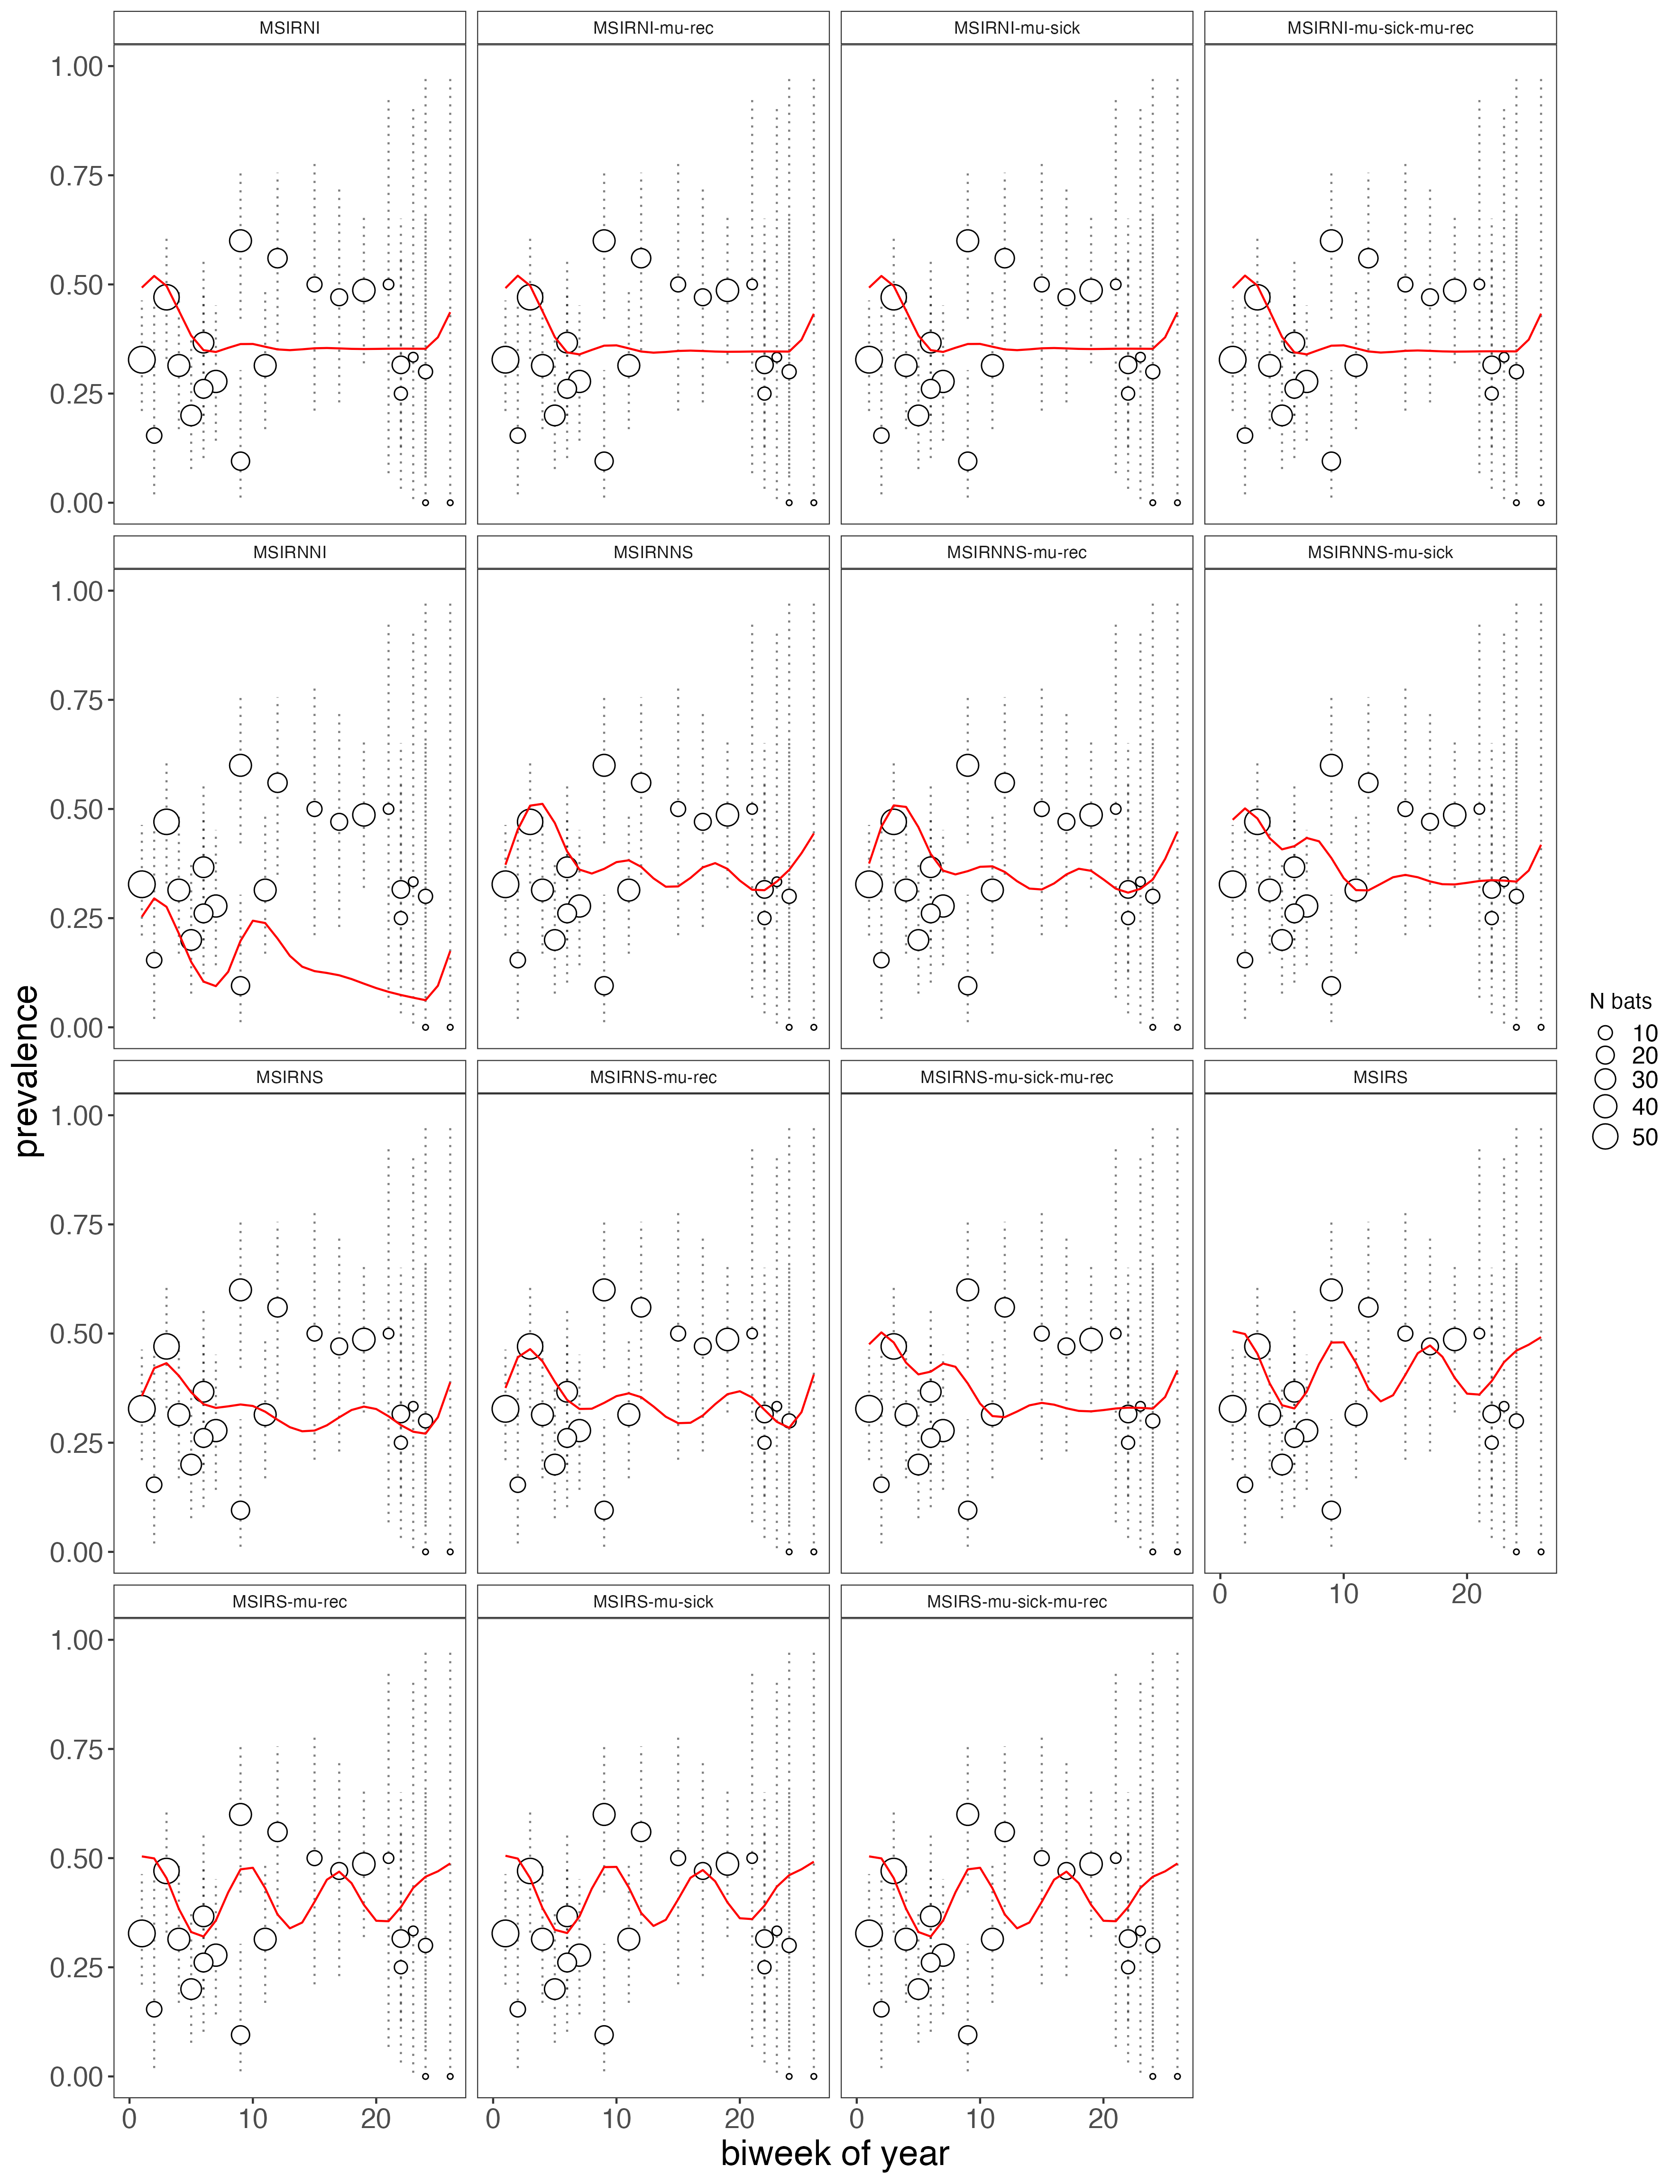 MSIRNI MSIRNI-mu-rec MSIRNI-mu-sick MSIRNI-mu-sick-mu-rec
1.00
0.75
0.50
0.25
0.00
MSIRNNI MSIRNNS MSIRNNS-mu-rec MSIRNNS-mu-sick
1.00
0.75
0.50
0.25
0.00
prevalence
N bats
10
20
30
40
50
MSIRNS MSIRNS-mu-rec MSIRNS-mu-sick-mu-rec MSIRS
1.00
0.75
0.50
0.25
0.00
0 10 20
MSIRS-mu-rec MSIRS-mu-sick MSIRS-mu-sick-mu-rec
1.00
0.75
0.50
0.25
0.00
0 10 20 0 10 20 0 10 20
biweek of year